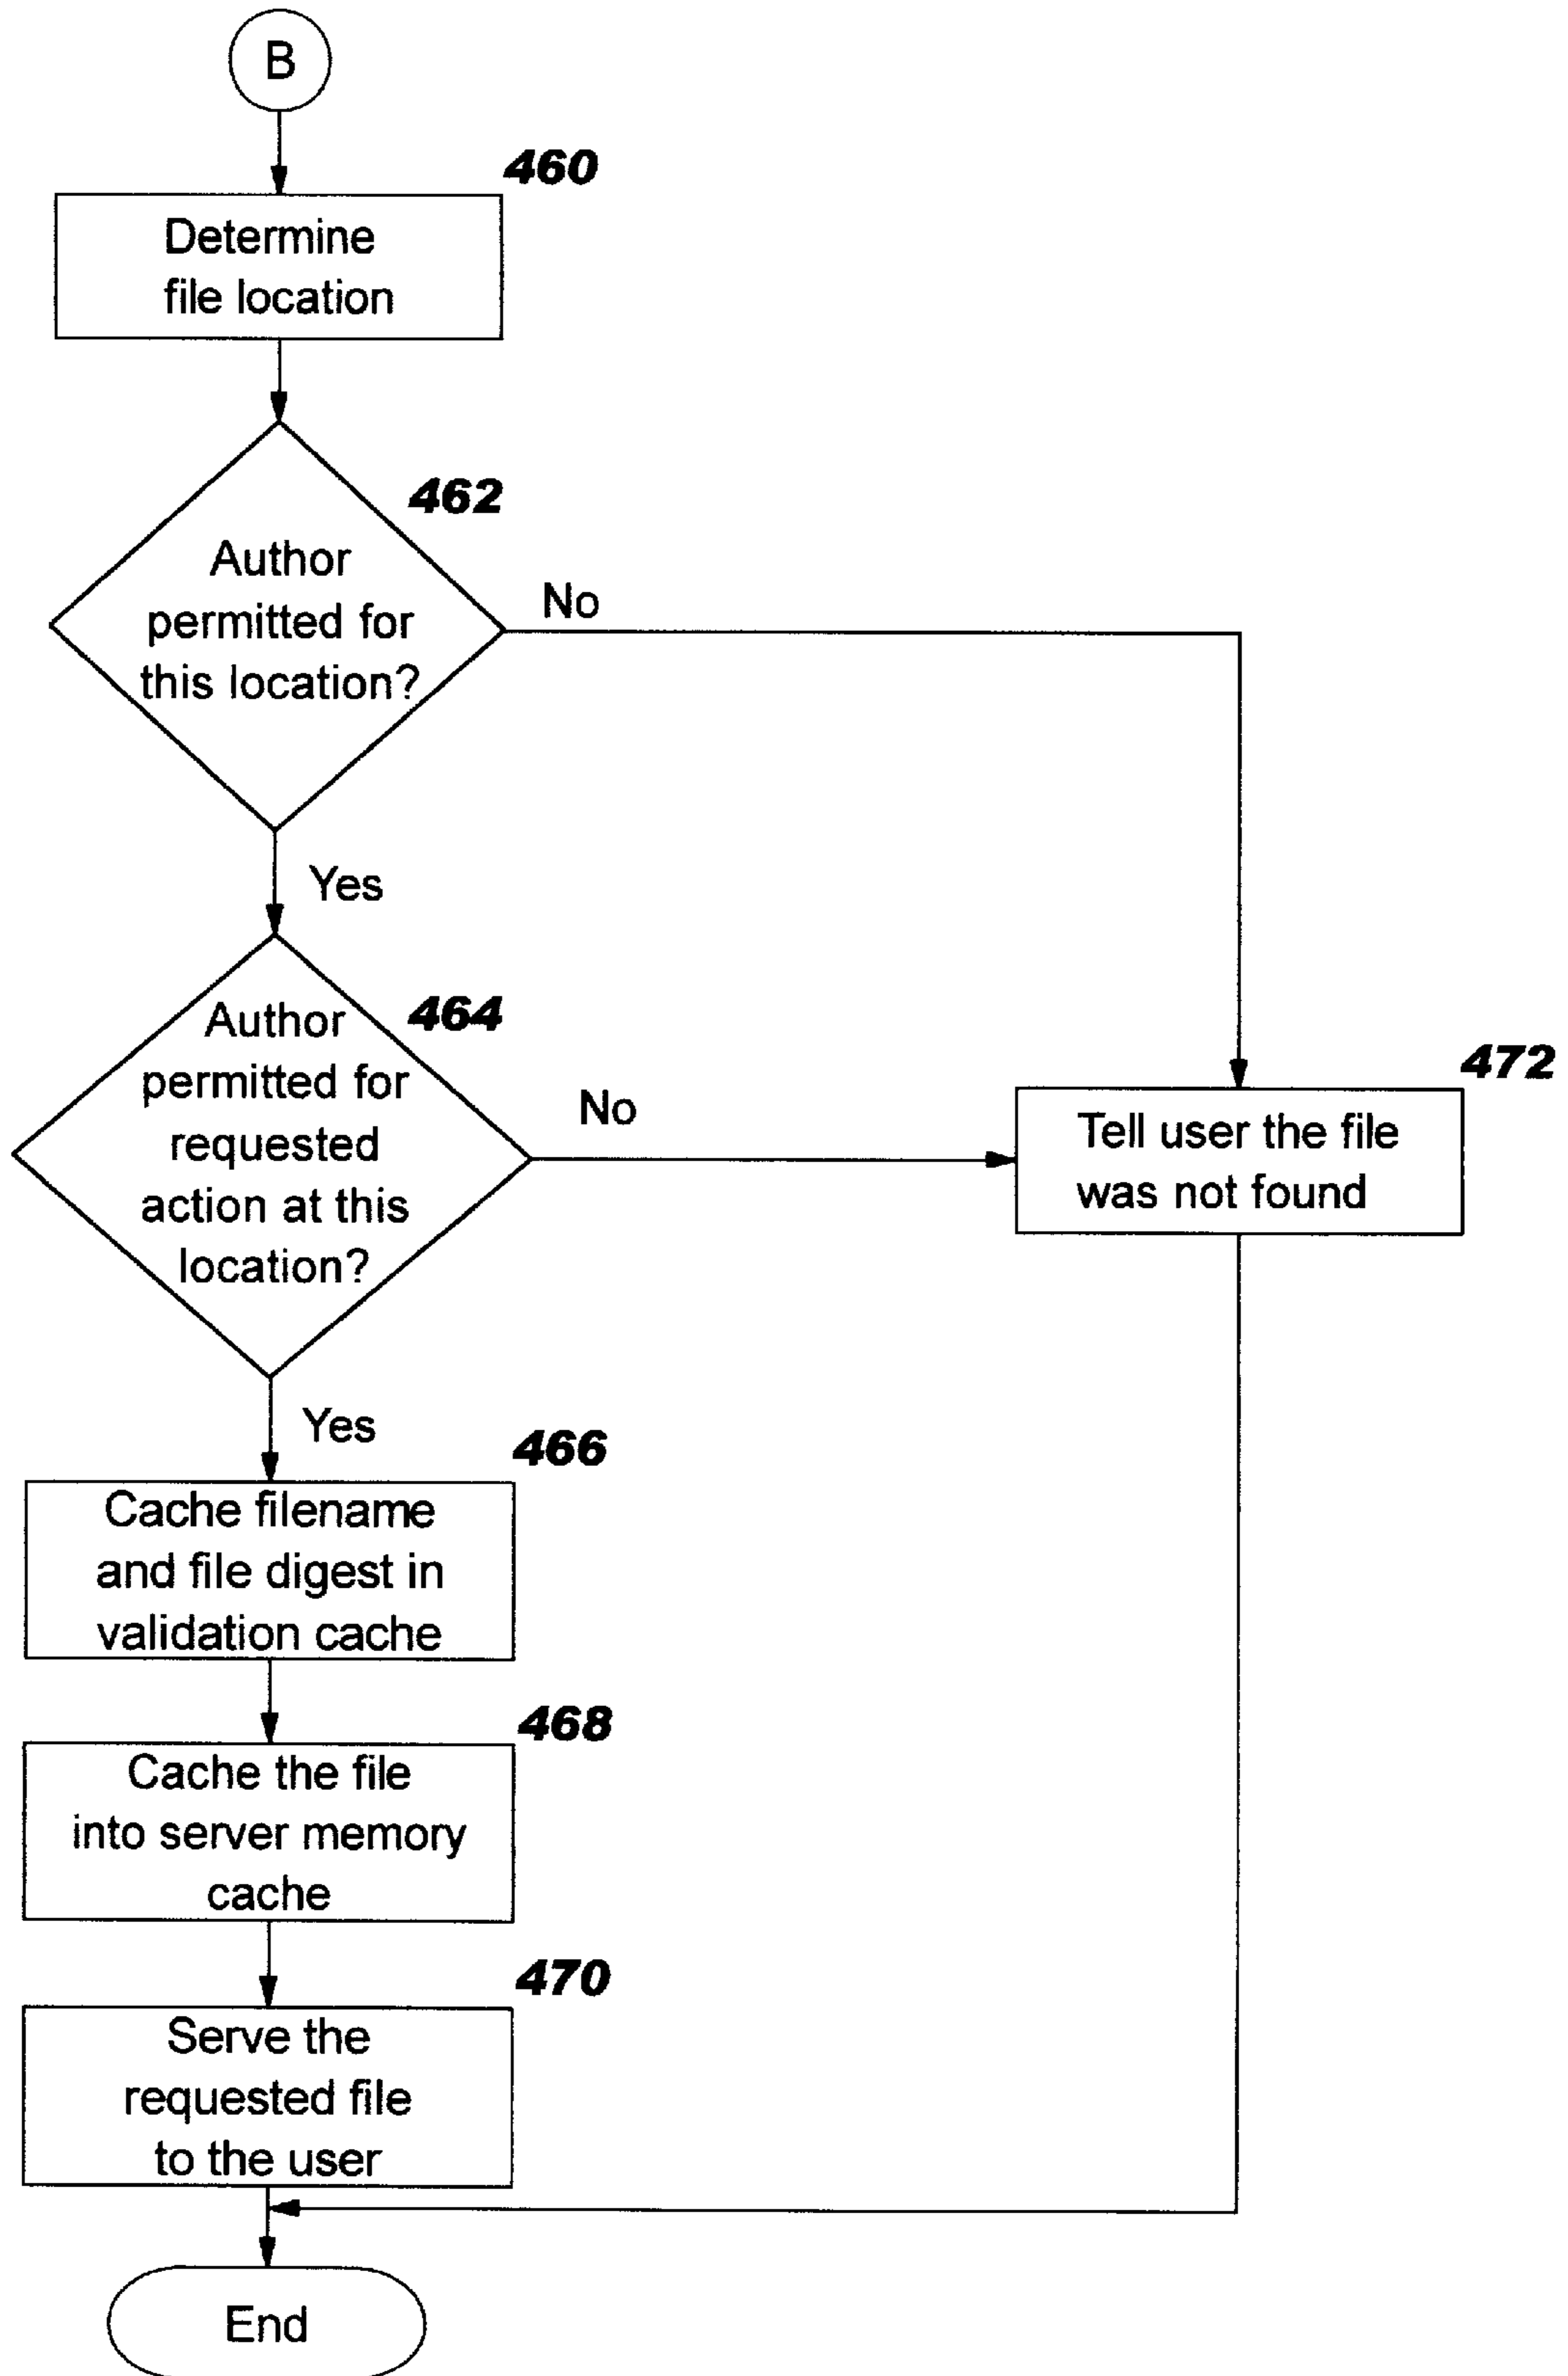 B
460
Determine
file location
462
Author
permitted for
this location?
No
Yes
464
Author
permitted for
requested
action at this
location?
No
472
Tell user the file
was not found
Yes
466
Cache filename
and file digest in
validation cache
468
Cache the file
into server memory
cache
470
Serve the
requested file
to the user
End